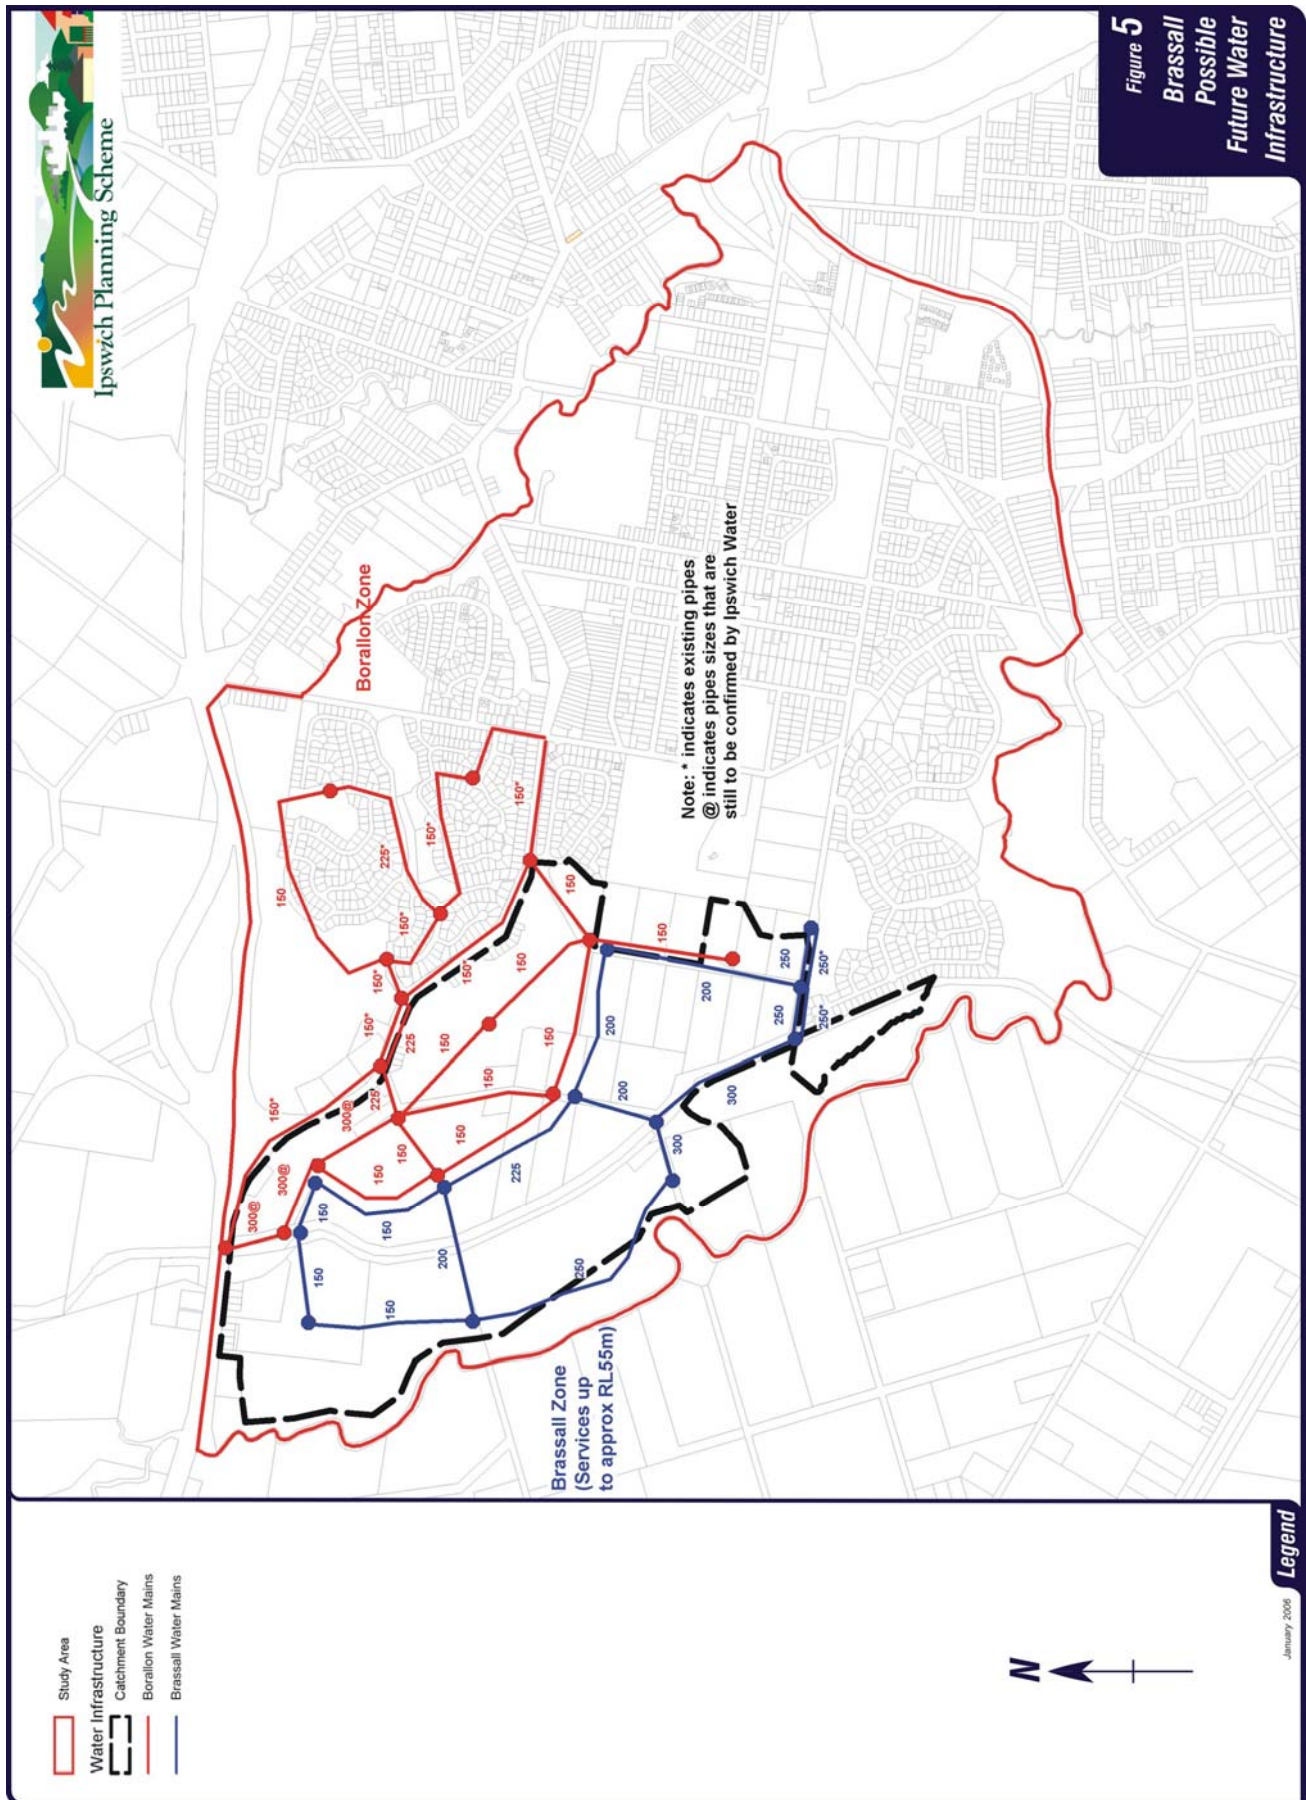 Ipswich Planning Scheme
Figure 5
Brassall
Possible
Future Water
Infrastructure
Borallon Zone
Note: * indicates existing pipes
@ indicates pipes sizes that are
still to be confirmed by Ipswich Water
Brassall Zone
(Services up
to approx RL55m)
150
225*
150*
150*
150*
150*
150*
225
150*
150*
225*
300@
300@
300@
150
150
150
150
150
150
150
150
150
150
150
150
150
150
200
225
250
200
200
200
300
300
250
250*
250
250*
Study Area
Water Infrastructure
Catchment Boundary
Borallon Water Mains
Brassall Water Mains
N
January 2006
Legend